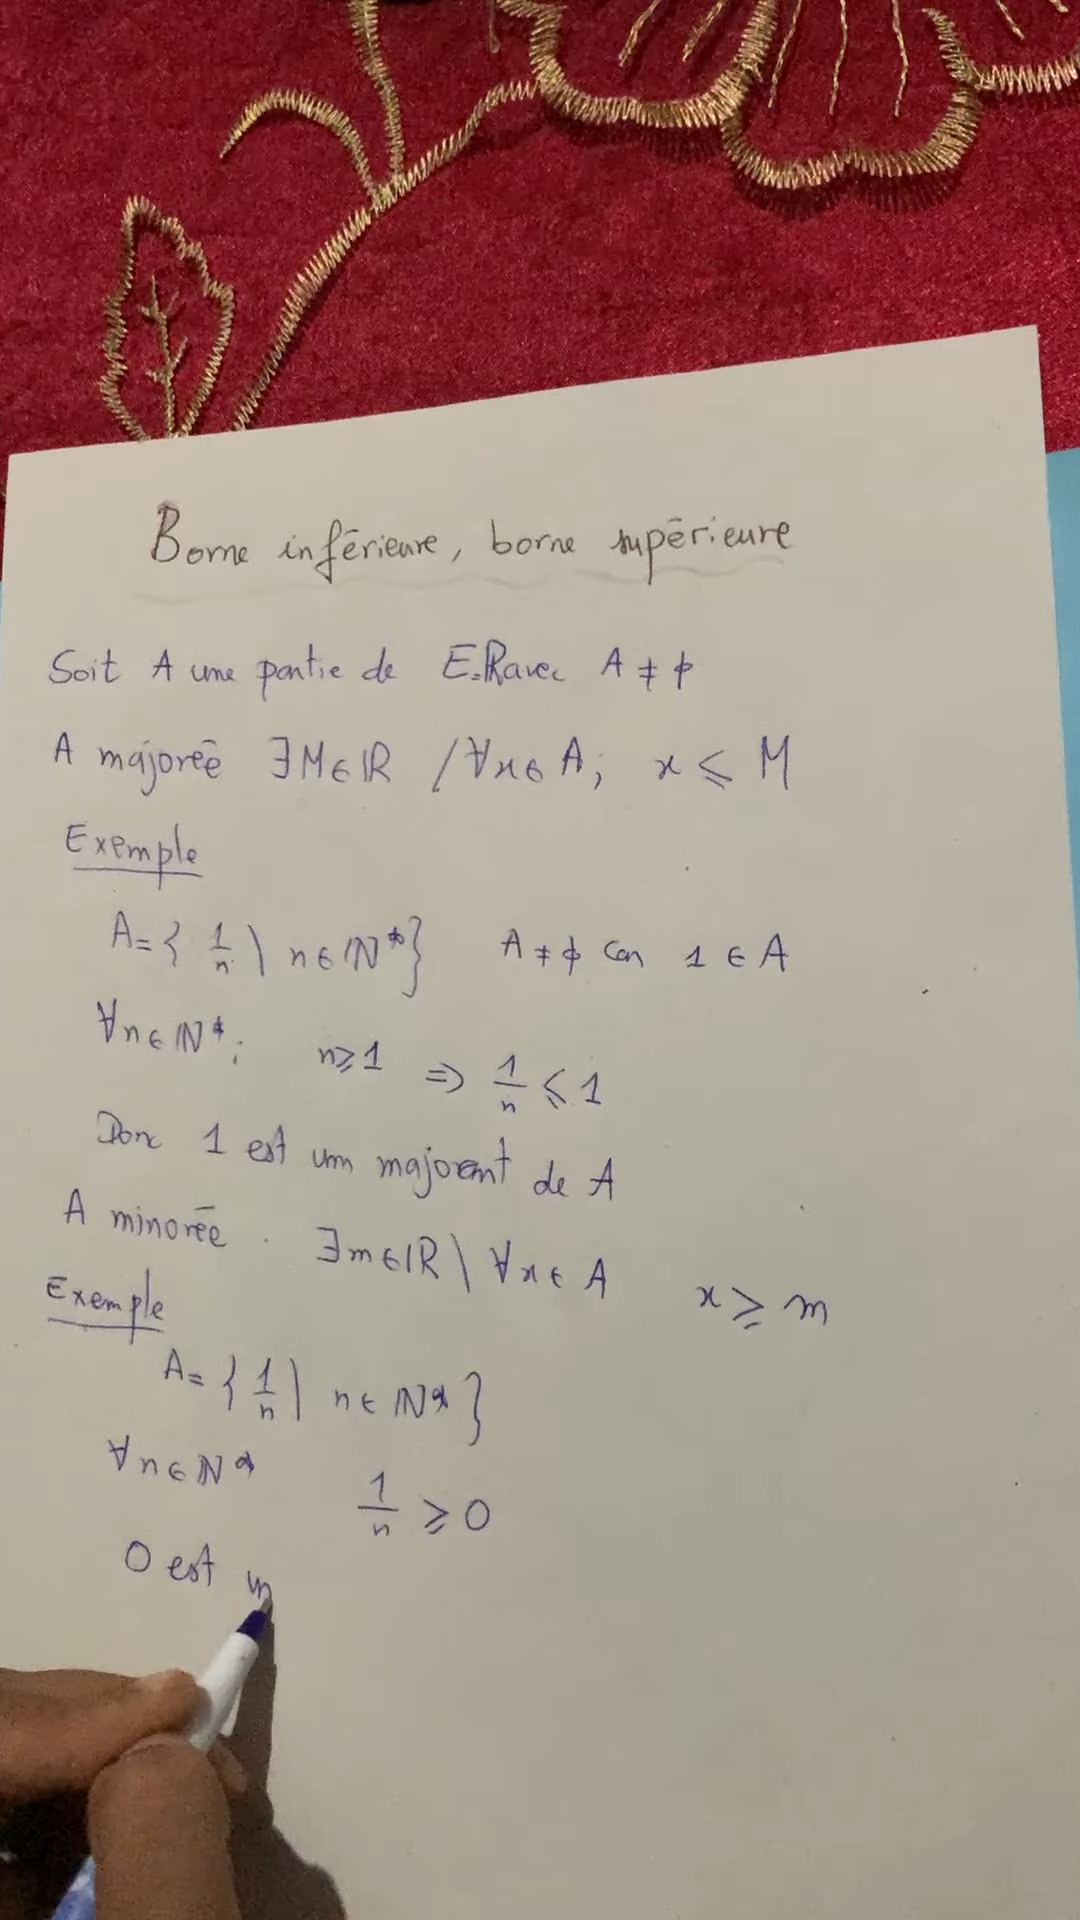 Borne inférieure, borne supérieure
Soit A une partie de E=ℝ avec A ≠ ϕ
A majorée ∃M∈ℝ / ∀x∈A; x ⩽ M
Exemple
A = { 1/n \ n∈ℕ* } A ≠ ϕ car 1 ∈ A
∀n∈ℕ*; n⩾1 ⇒ 1/n ⩽ 1
Donc 1 est un majorant de A
A minorée . ∃m∈ℝ \ ∀x∈A x ⩾ m
Exemple
A = { 1/n \ n∈ℕ* }
∀n∈ℕ* 1/n ⩾ 0
0 est un